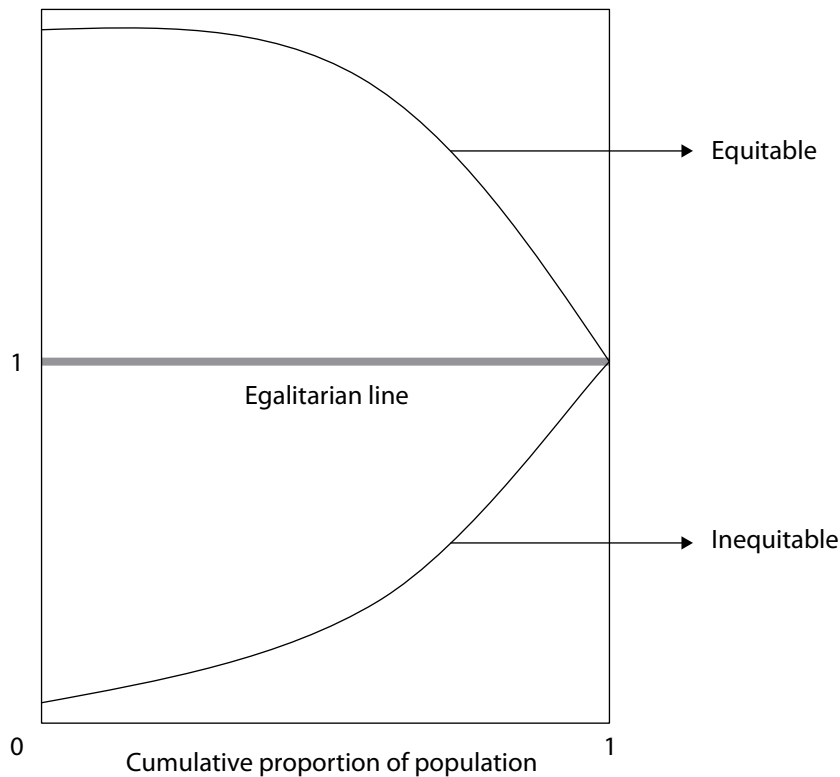 Equitable
1
Egalitarian line
Inequitable
0
1
Cumulative proportion of population